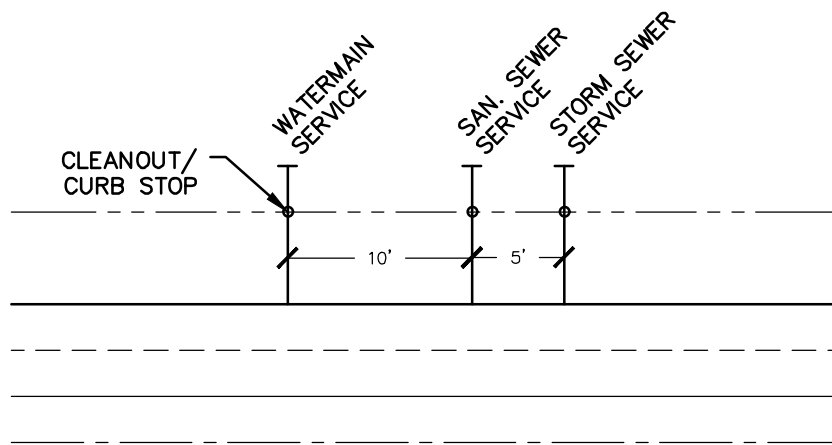 WATERMAIN
SERVICE
SAN. SEWER
SERVICE
STORM SEWER
SERVICE
CLEANOUT/
CURB STOP
10'
5'